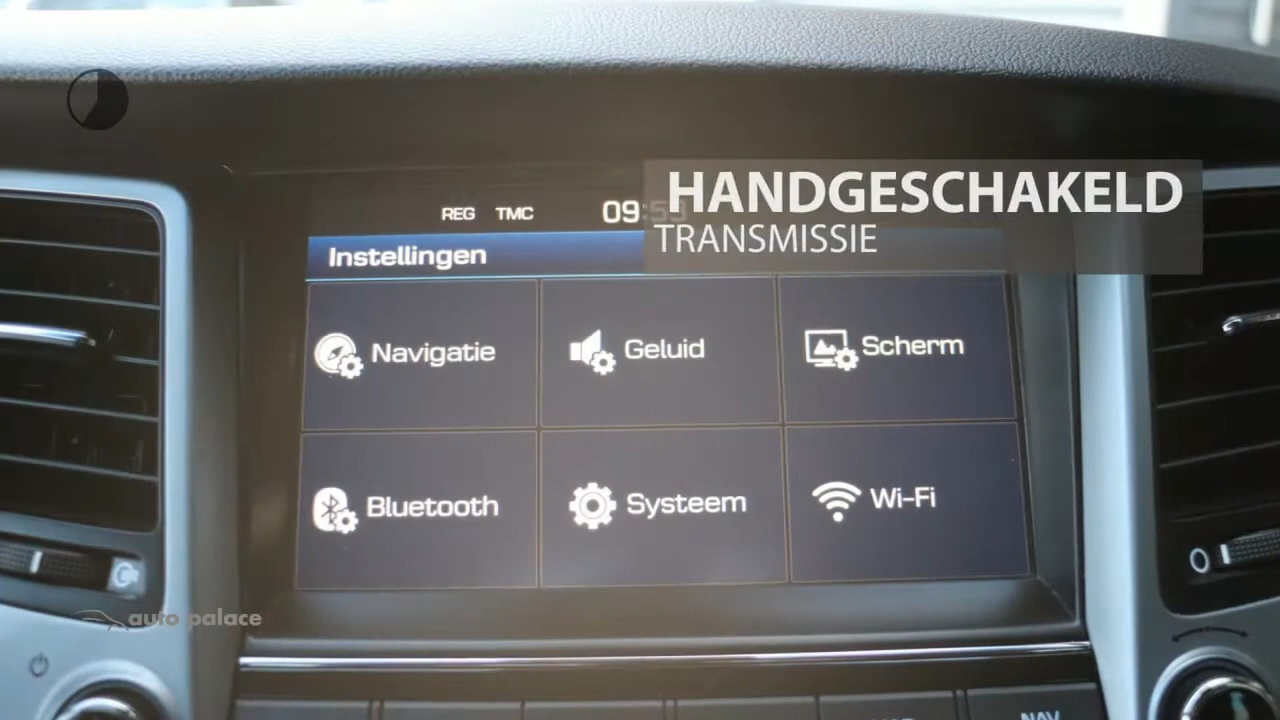 HANDGESCHAKELD
TRANSMISSIE
REG TMC 09:53
Instellingen
Navigatie
Geluid
Scherm
Bluetooth
Systeem
Wi-Fi
auto palace
NAV